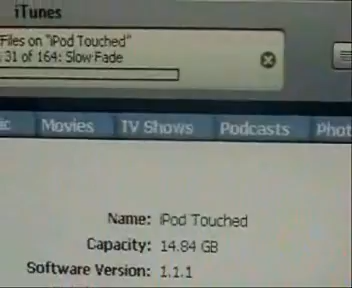 iTunes
Files on "iPod Touched"
31 of 164: Slow Fade
Movies TV Shows Podcasts
Name: iPod Touched
Capacity: 14.84 GB
Software Version: 1.1.1